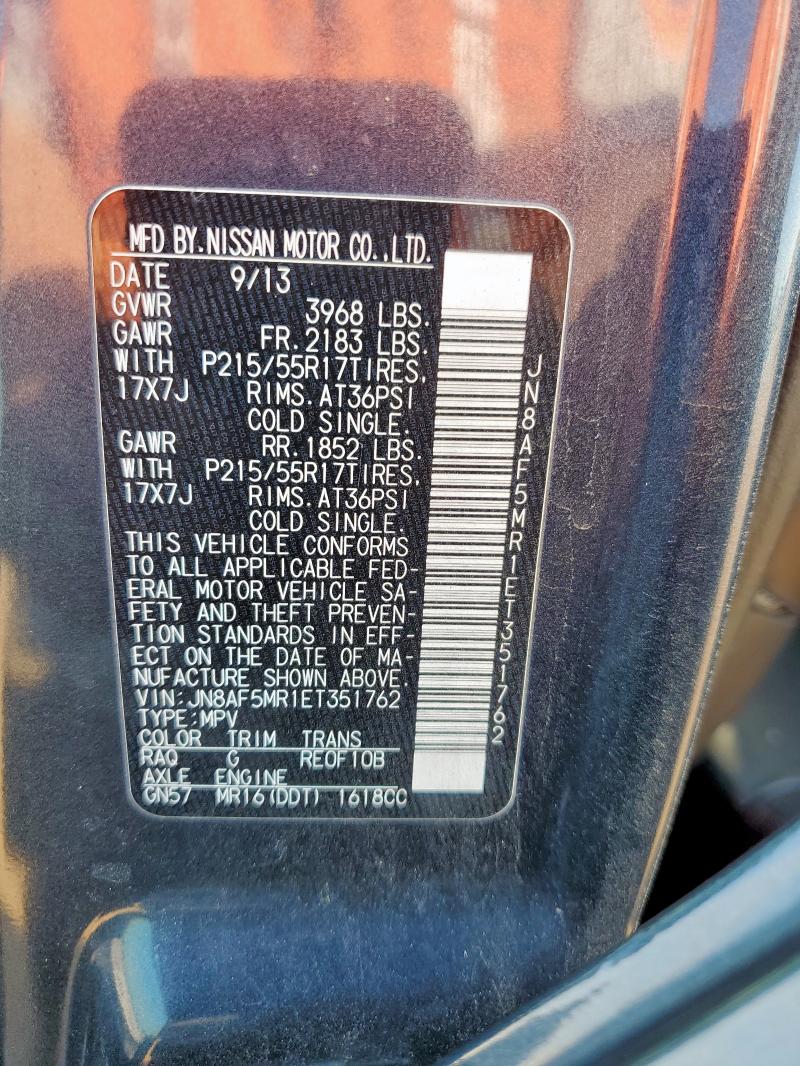 MFD BY.NISSAN MOTOR CO.,LTD.
DATE 9/13
GVWR 3968 LBS.
GAWR FR.2183 LBS.
WITH P215/55R17TIRES,
17X7J RIMS.AT36PSI
COLD SINGLE.
GAWR RR.1852 LBS.
WITH P215/55R17TIRES,
17X7J RIMS.AT36PSI
COLD SINGLE.
THIS VEHICLE CONFORMS
TO ALL APPLICABLE FED-
ERAL MOTOR VEHICLE SA-
FETY AND THEFT PREVEN-
TION STANDARDS IN EFF-
ECT ON THE DATE OF MA-
NUFACTURE SHOWN ABOVE.
VIN:JN8AF5MR1ET351762
TYPE:MPV
COLOR TRIM TRANS
RAQ G RE0F10B
AXLE ENGINE
GN57 MR16(DDT) 1618CC
JN8AF5MR1ET351762